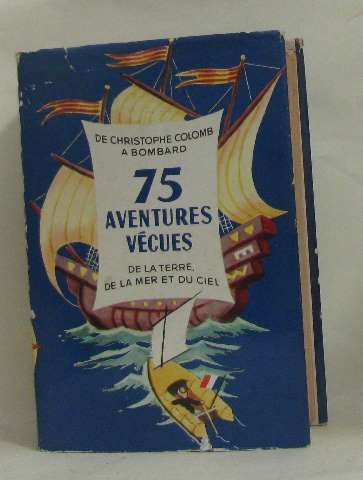 DE CHRISTOPHE COLOMB
A BOMBARD
75
AVENTURES
VÉCUES
DE LA TERRE,
DE LA MER ET DU CIEL